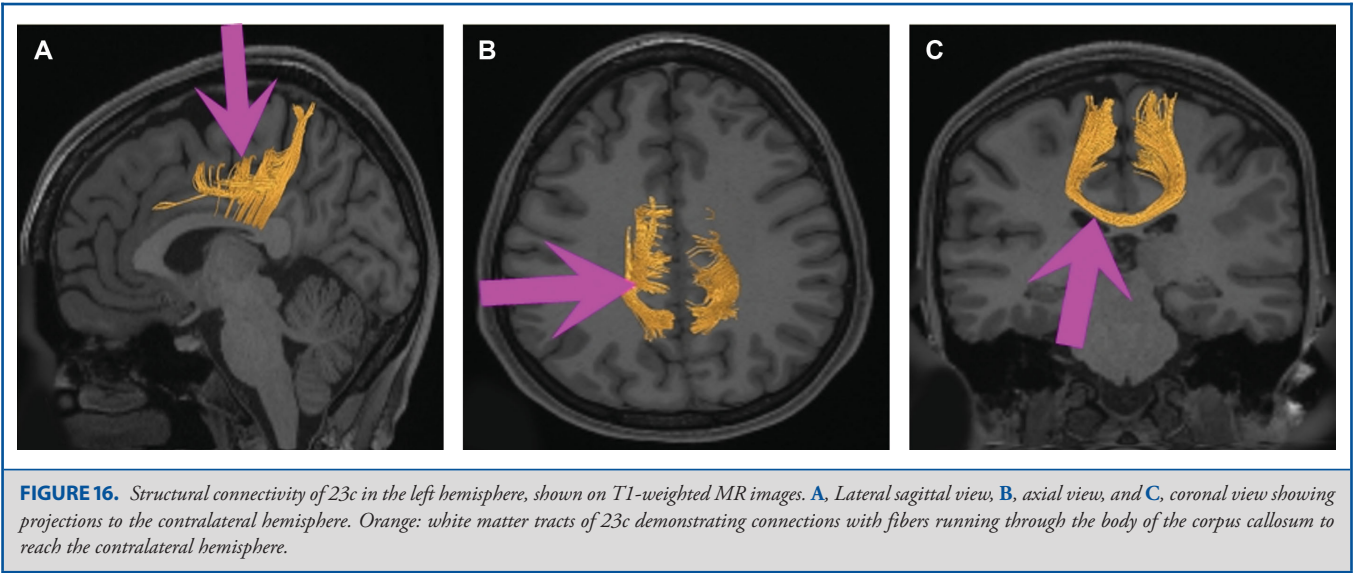 A
B
C
FIGURE 16. Structural connectivity of 23c in the left hemisphere, shown on T1-weighted MR images. A, Lateral sagittal view, B, axial view, and C, coronal view showing
projections to the contralateral hemisphere. Orange: white matter tracts of 23c demonstrating connections with fibers running through the body of the corpus callosum to
reach the contralateral hemisphere.